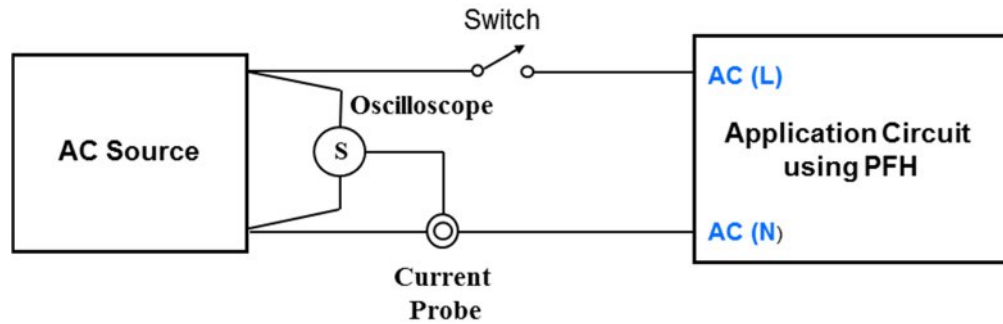 Switch
AC Source
Oscilloscope
S
Current
Probe
AC (L)
Application Circuit
using PFH
AC (N)